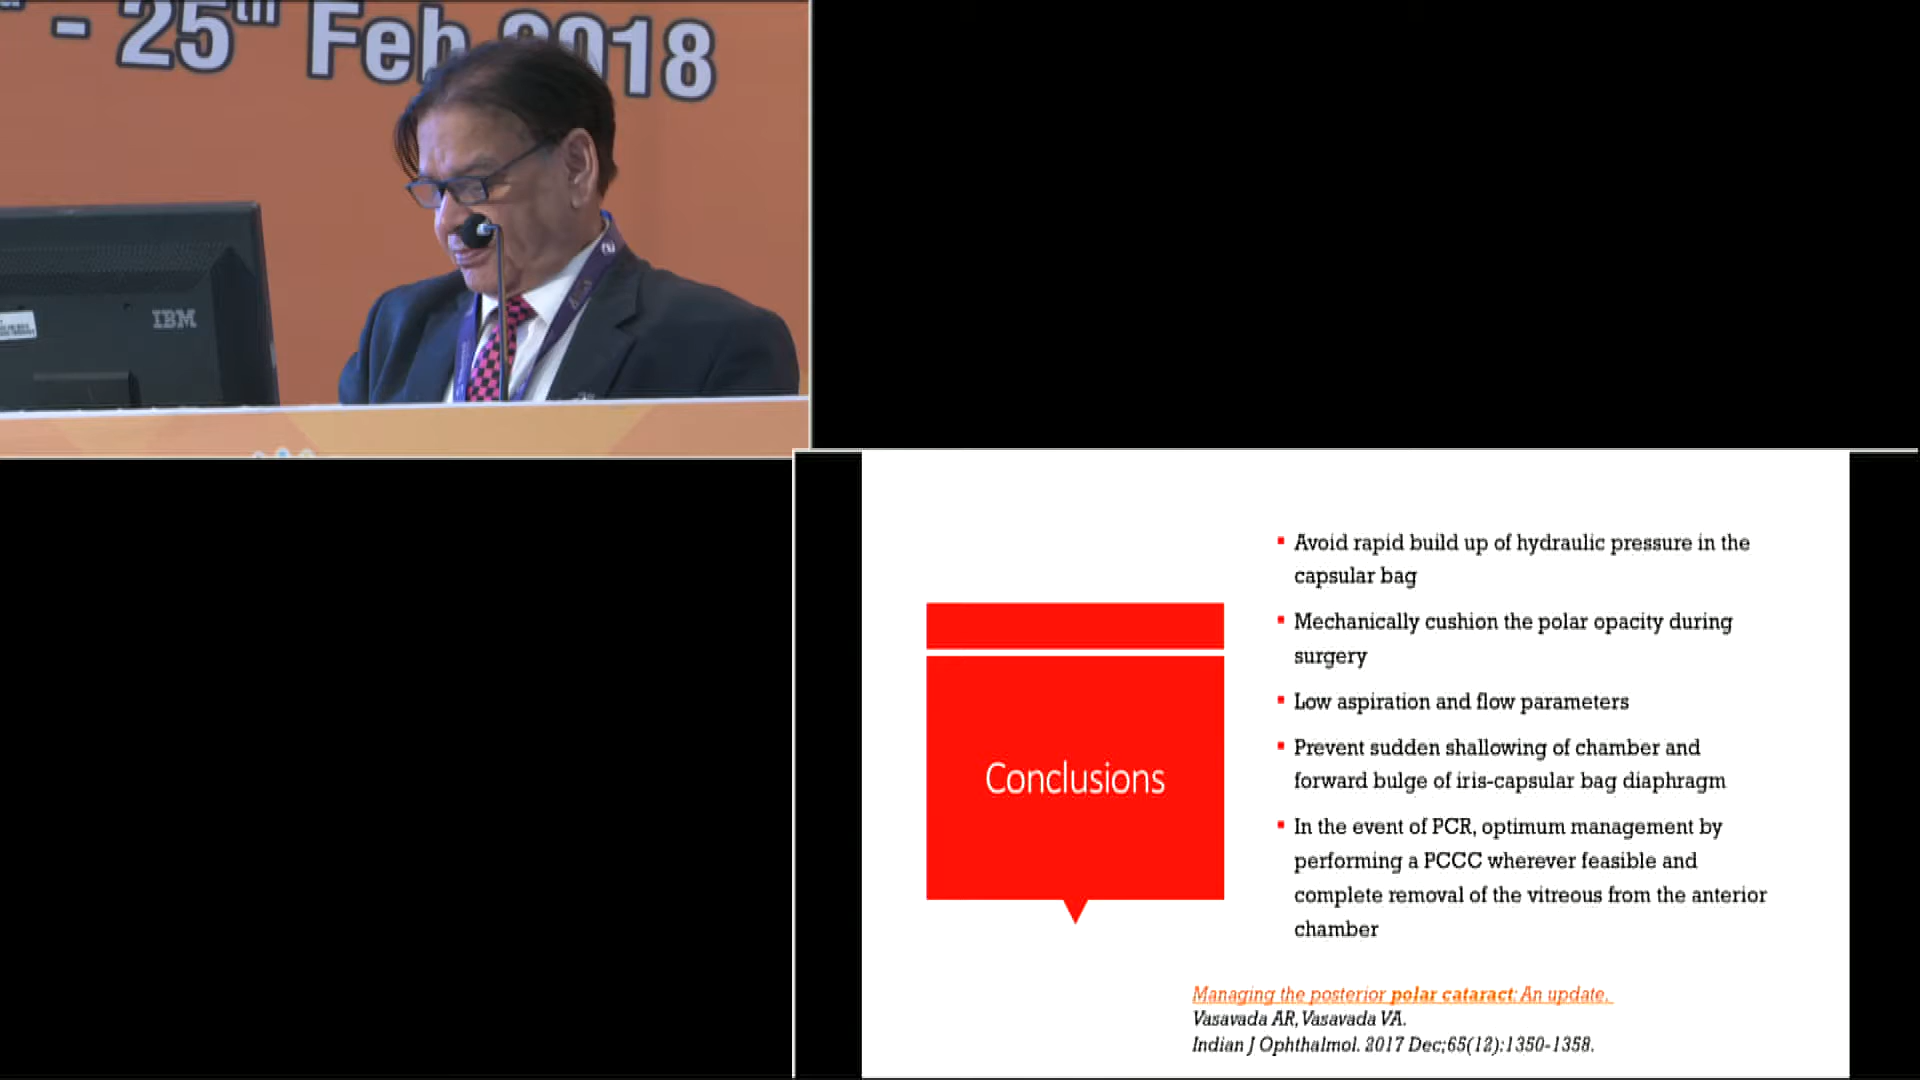 - 25th Feb 2018
IBM
Avoid rapid build up of hydraulic pressure in the
capsular bag
Mechanically cushion the polar opacity during
surgery
Low aspiration and flow parameters
Prevent sudden shallowing of chamber and
forward bulge of iris-capsular bag diaphragm
In the event of PCR, optimum management by
performing a PCCC wherever feasible and
complete removal of the vitreous from the anterior
chamber
Conclusions
Managing the posterior polar cataract: An update.
Vasavada AR, Vasavada VA.
Indian J Ophthalmol. 2017 Dec;65(12):1350-1358.